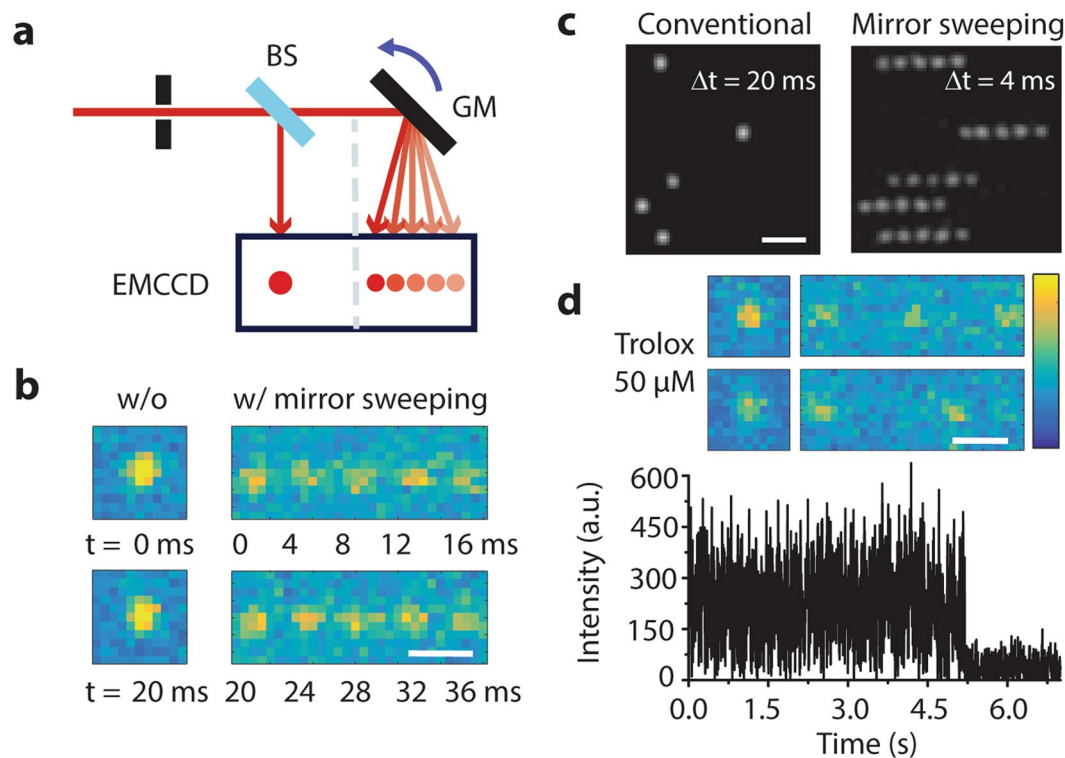 a
BS
GM
EMCCD
b
w/o
w/ mirror sweeping
t = 0 ms
0 4 8 12 16 ms
t = 20 ms
20 24 28 32 36 ms
c
Conventional
Mirror sweeping
Δt = 20 ms
Δt = 4 ms
d
Trolox
50 μM
Intensity (a.u.)
600
450
300
150
0
0.0 1.5 3.0 4.5 6.0
Time (s)